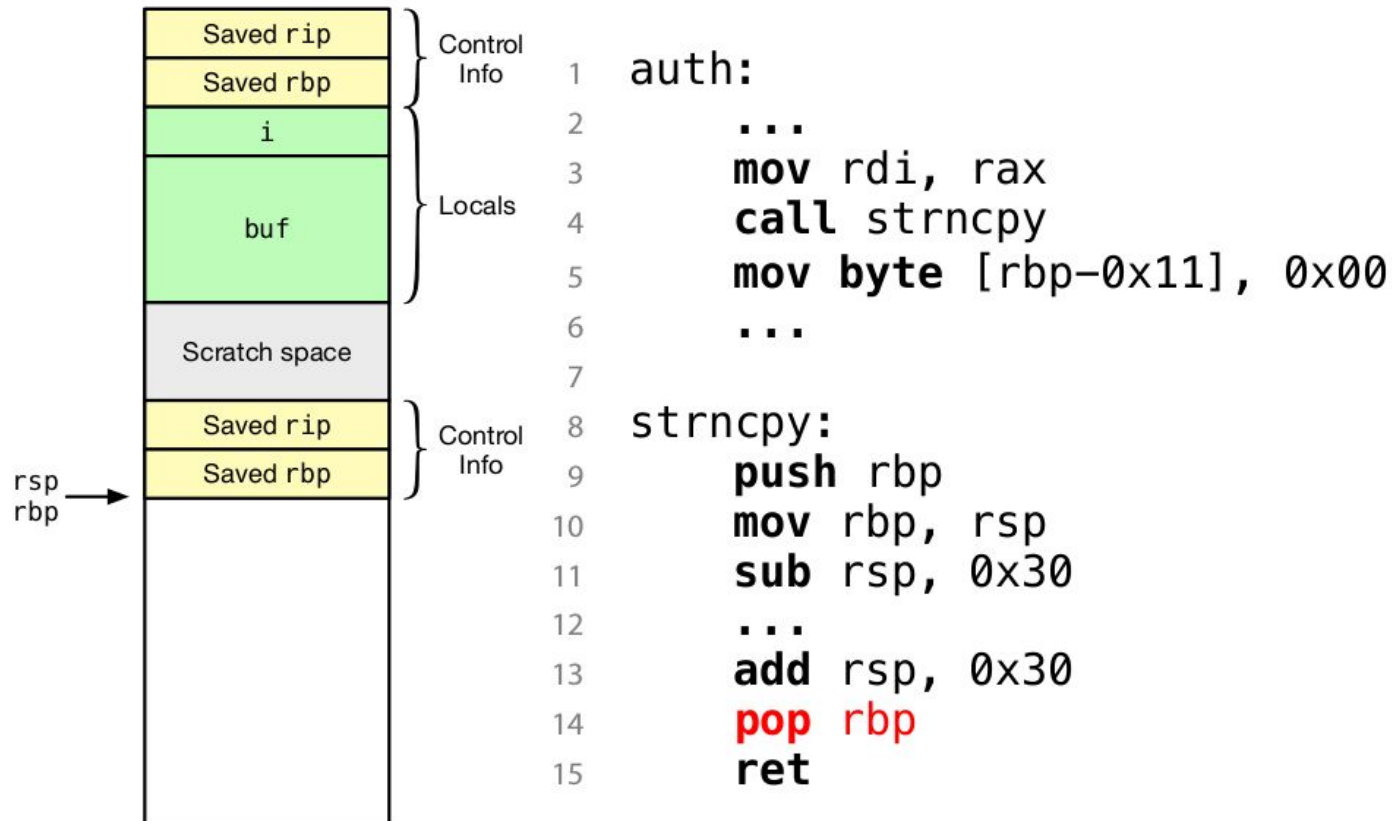 Saved rip
Saved rbp
Control
Info
i
buf
Locals
Scratch space
Saved rip
Saved rbp
Control
Info
rsp
rbp
1 auth:
2 ...
3 mov rdi, rax
4 call strncpy
5 mov byte [rbp-0x11], 0x00
6 ...
7
8 strncpy:
9 push rbp
10 mov rbp, rsp
11 sub rsp, 0x30
12 ...
13 add rsp, 0x30
14 pop rbp
15 ret